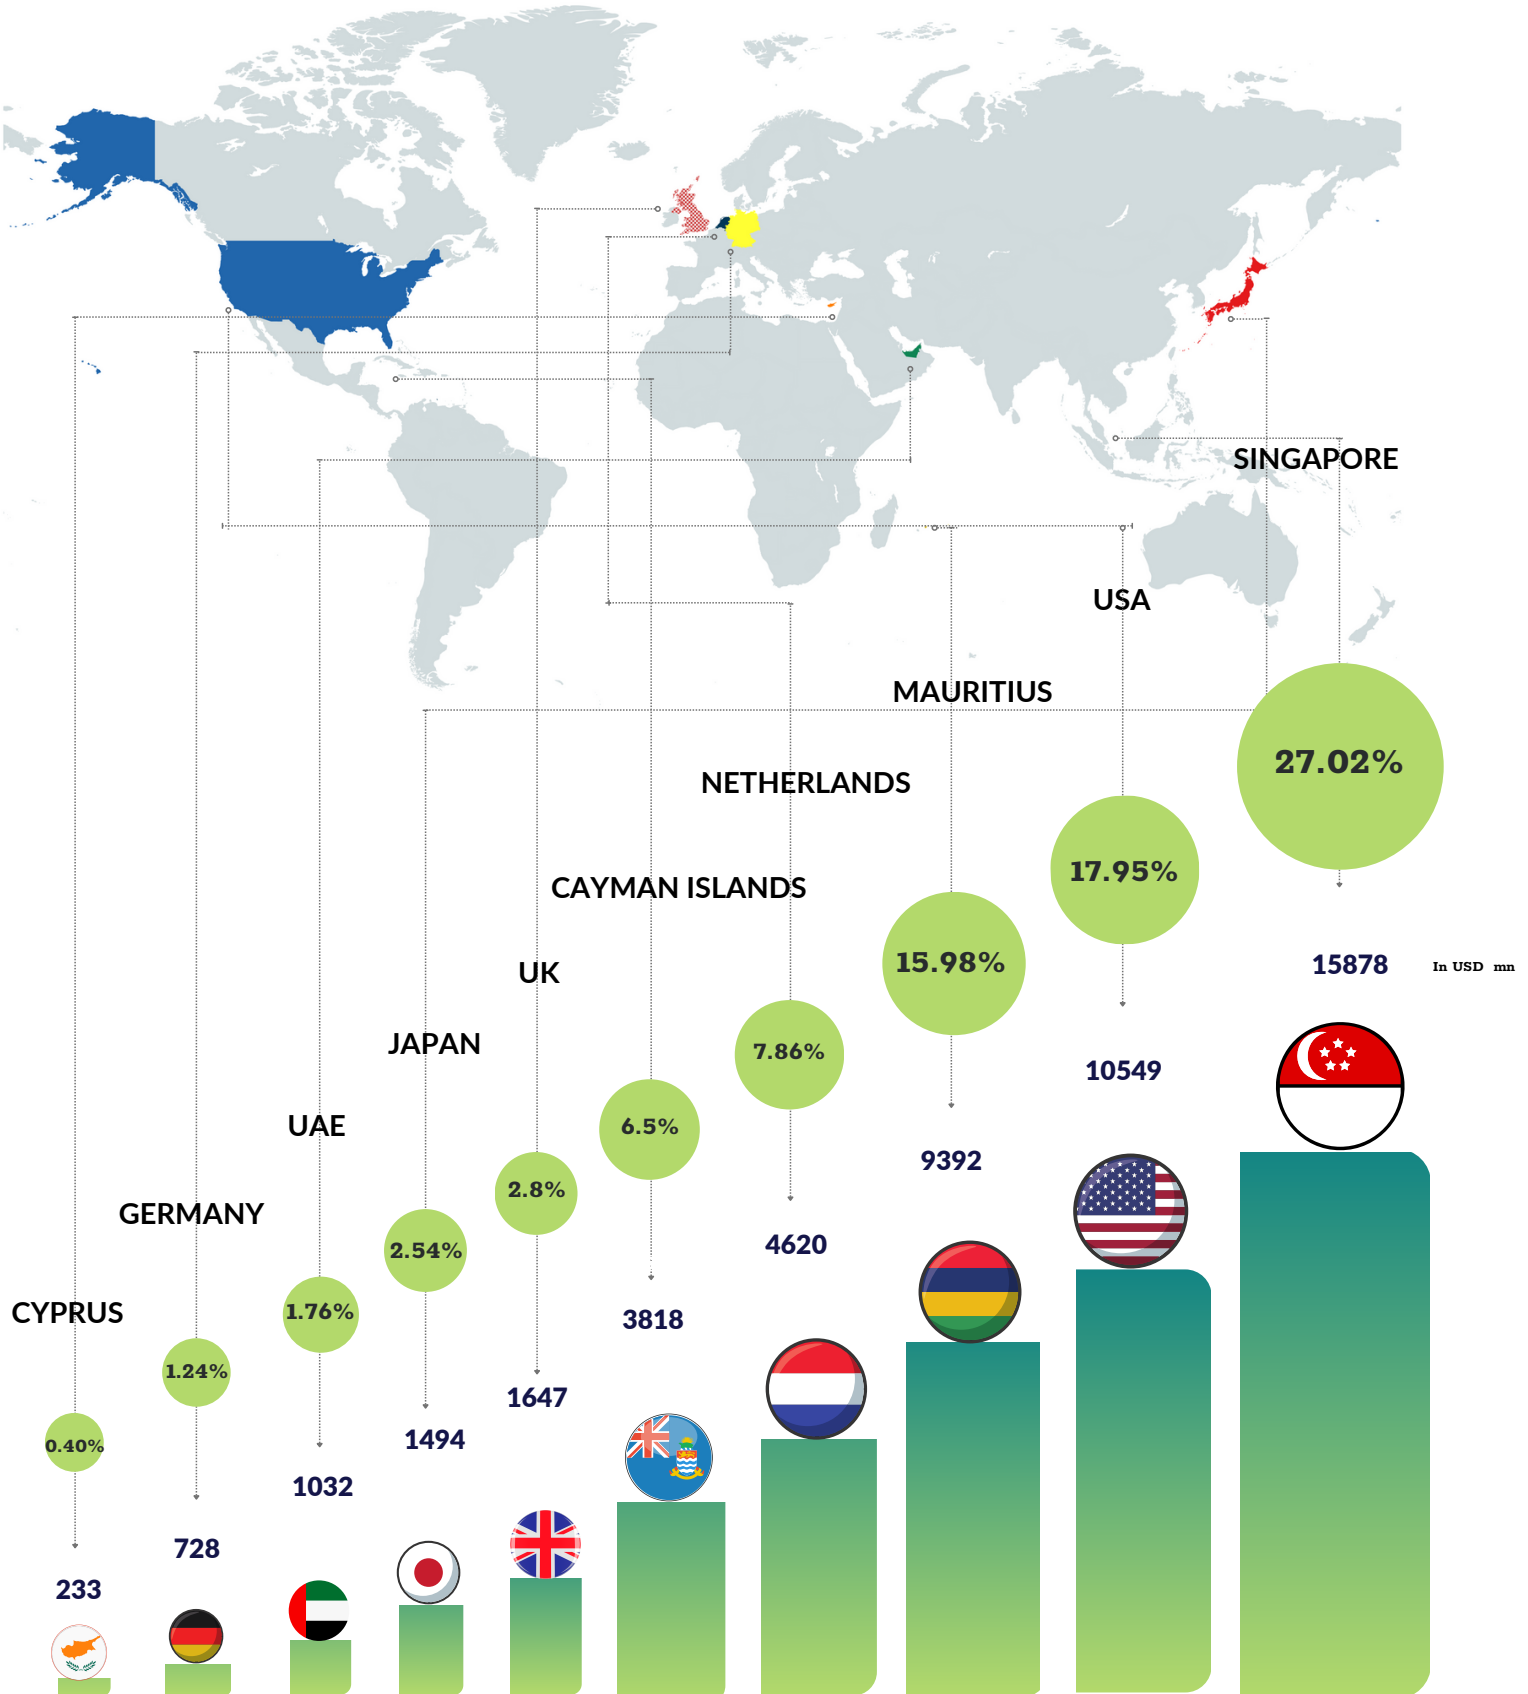 SINGAPORE
USA
MAURITIUS
27.02%
NETHERLANDS
17.95%
CAYMAN ISLANDS
15.98%
15878
In USD mn
UK
JAPAN
7.86%
10549
UAE
6.5%
9392
2.8%
GERMANY
4620
2.54%
CYPRUS
1.76%
3818
1.24%
1647
1494
0.40%
1032
728
233